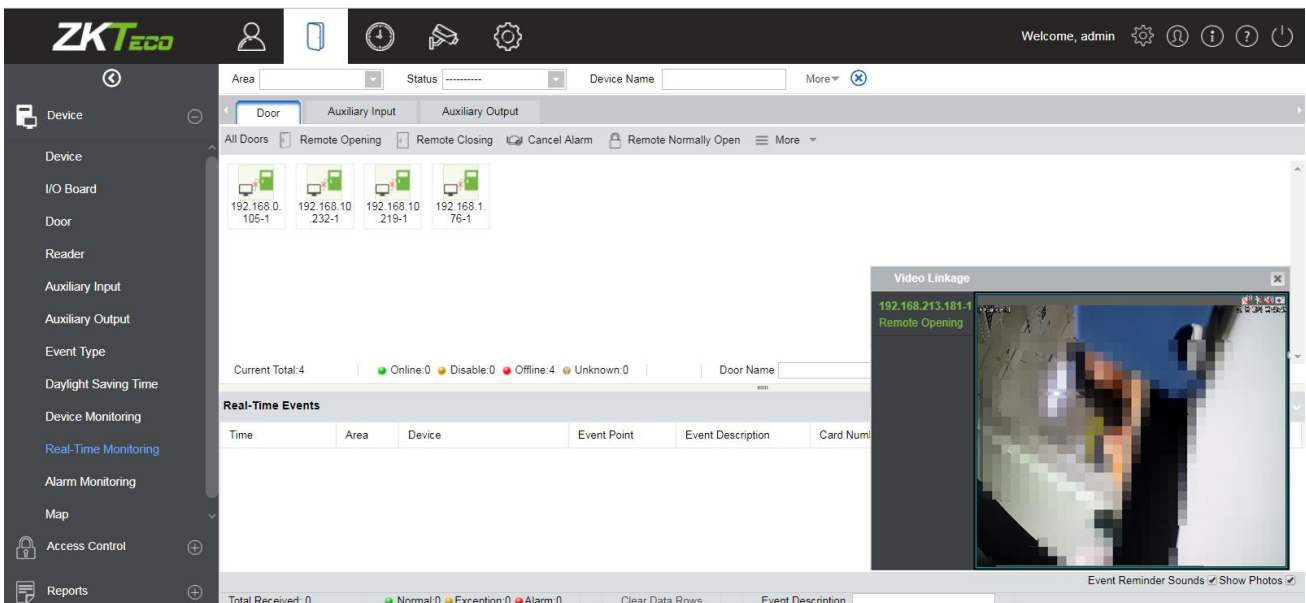 ZKTeco
Welcome, admin
Area
Status ----------
Device Name
More
Device
Device
I/O Board
Door
Reader
Auxiliary Input
Auxiliary Output
Event Type
Daylight Saving Time
Device Monitoring
Real-Time Monitoring
Alarm Monitoring
Map
Access Control
Reports
Door Auxiliary Input Auxiliary Output
All Doors Remote Opening Remote Closing Cancel Alarm Remote Normally Open More
192.168.0.
105-1
192.168.10
.232-1
192.168.10
.219-1
192.168.1.
76-1
Video Linkage
192.168.213.181-1
Remote Opening
Current Total:4 Online:0 Disable:0 Offline:4 Unknown:0 Door Name
Real-Time Events
Time Area Device Event Point Event Description Card Num
Event Reminder Sounds Show Photos
Total Received: 0 Normal:0 Exception:0 Alarm:0 Clear Data Rows Event Description